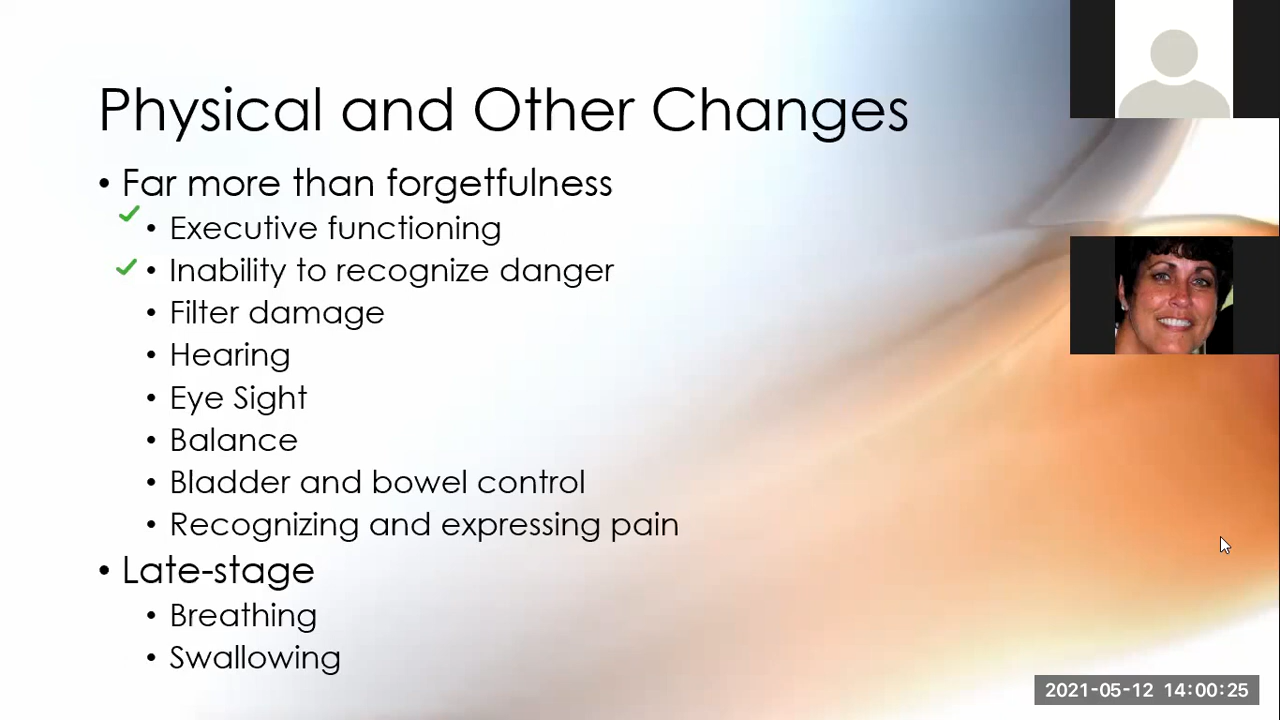 Physical and Other Changes
• Far more than forgetfulness
• Executive functioning
• Inability to recognize danger
• Filter damage
• Hearing
• Eye Sight
• Balance
• Bladder and bowel control
• Recognizing and expressing pain
• Late-stage
• Breathing
• Swallowing
2021-05-12 14:00:25